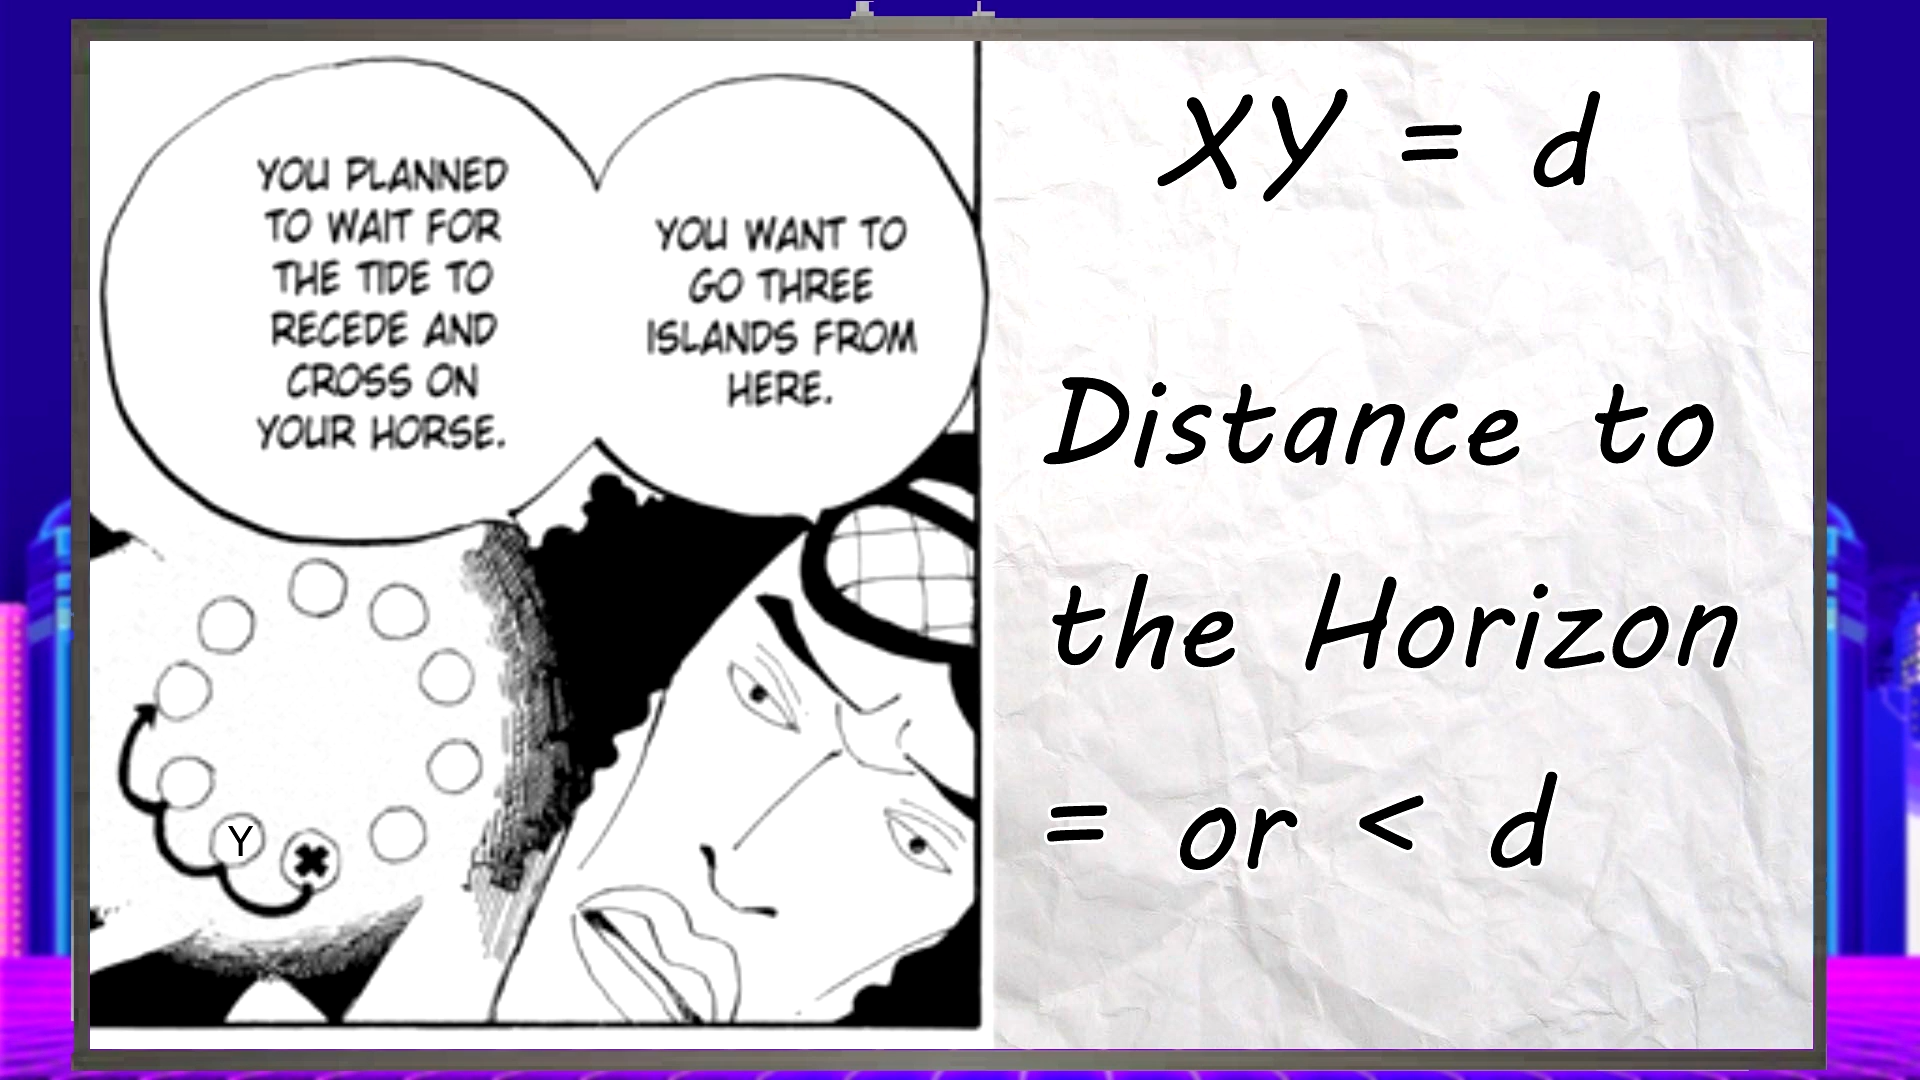 YOU PLANNED
TO WAIT FOR
THE TIDE TO
RECEDE AND
CROSS ON
YOUR HORSE.
YOU WANT TO
GO THREE
ISLANDS FROM
HERE.
Y
XY = d
Distance to
the Horizon
= or < d